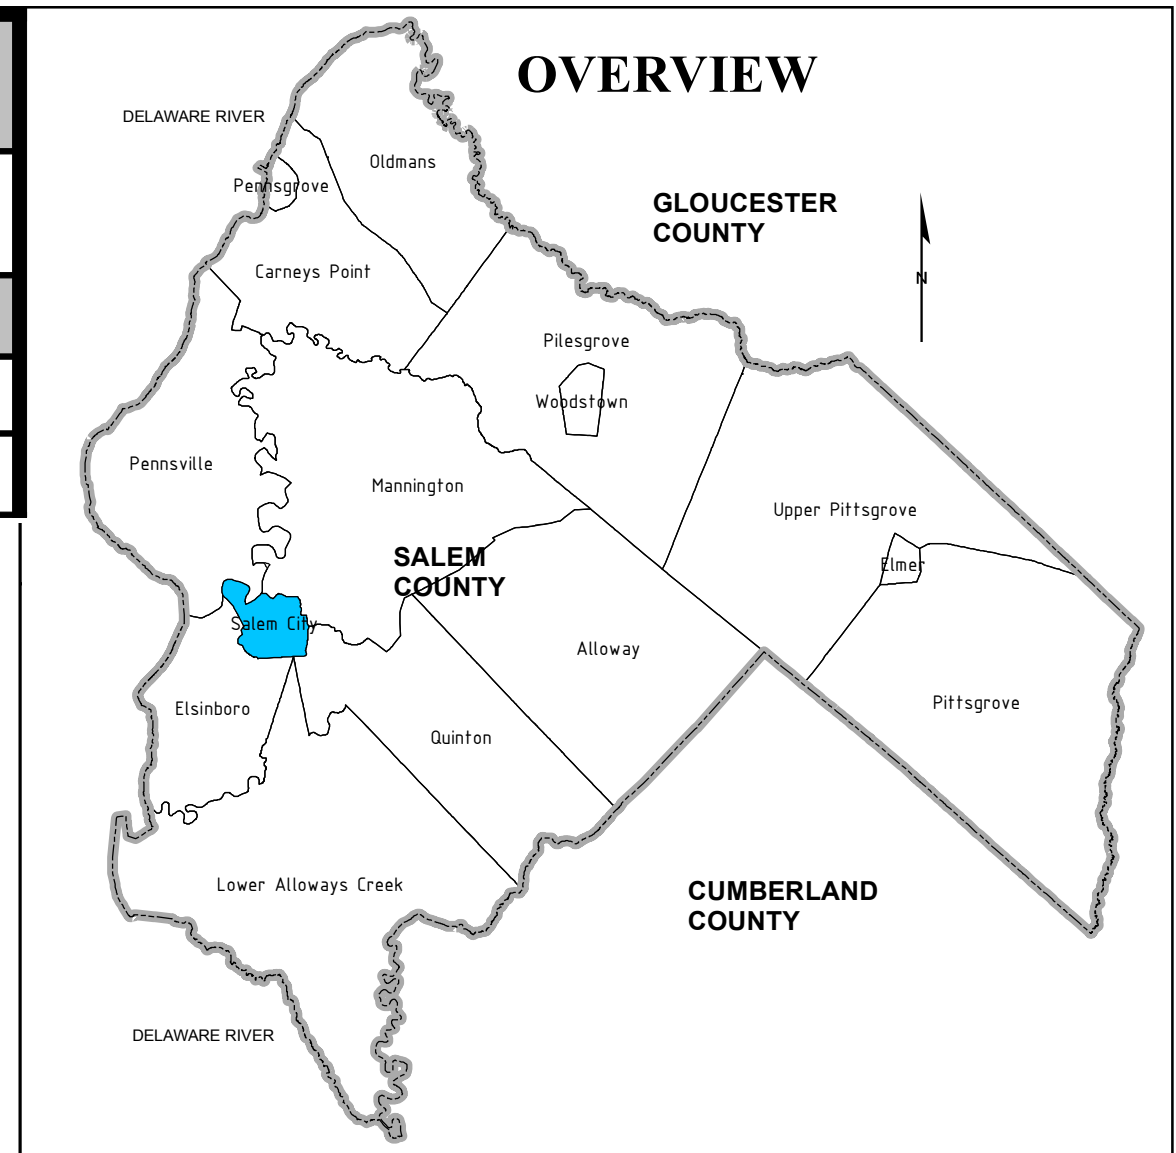 OVERVIEW
DELAWARE RIVER
Oldmans
Pennsgrove
GLOUCESTER
COUNTY
Carneys Point
N
Pilesgrove
Woodstown
Pennsville
Mannington
Upper Pittsgrove
SALEM
COUNTY
Elmer
Salem City
Alloway
Elsinboro
Pittsgrove
Quinton
Lower Alloways Creek
CUMBERLAND
COUNTY
DELAWARE RIVER